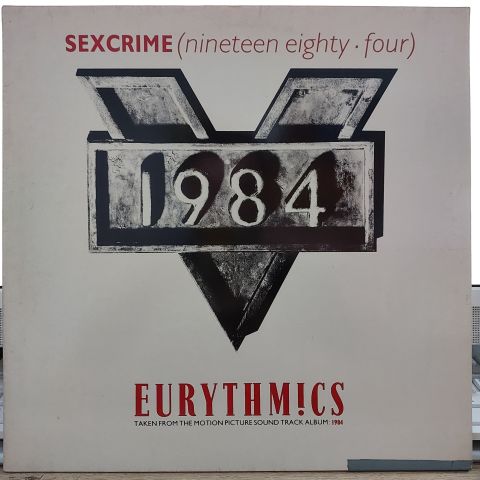 SEXCRIME (nineteen eighty · four)
1984
EURYTHM!CS
TAKEN FROM THE MOTION PICTURE SOUND TRACK ALBUM: 1984